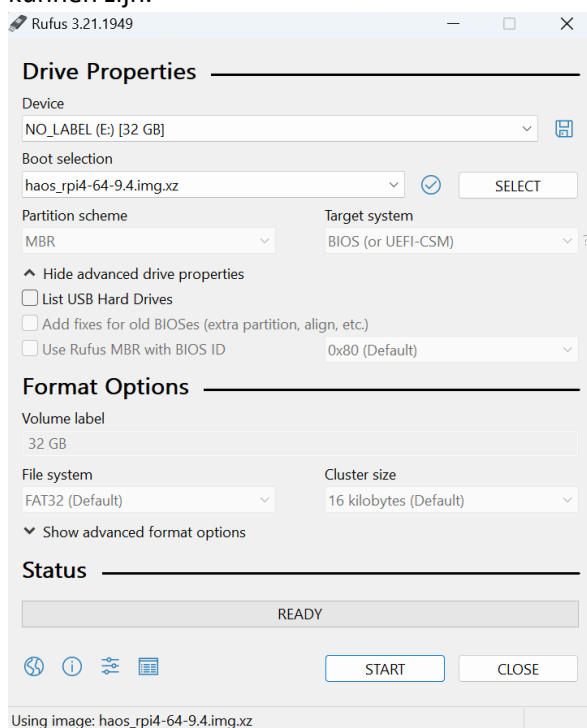 kunnen zijn.
Rufus 3.21.1949
Drive Properties
Device
NO_LABEL (E:) [32 GB]
Boot selection
haos_rpi4-64-9.4.img.xz
SELECT
Partition scheme
Target system
MBR
BIOS (or UEFI-CSM)
?
Hide advanced drive properties
List USB Hard Drives
Add fixes for old BIOSes (extra partition, align, etc.)
Use Rufus MBR with BIOS ID
0x80 (Default)
Format Options
Volume label
32 GB
File system
Cluster size
FAT32 (Default)
16 kilobytes (Default)
Show advanced format options
Status
READY
START
CLOSE
Using image: haos_rpi4-64-9.4.img.xz